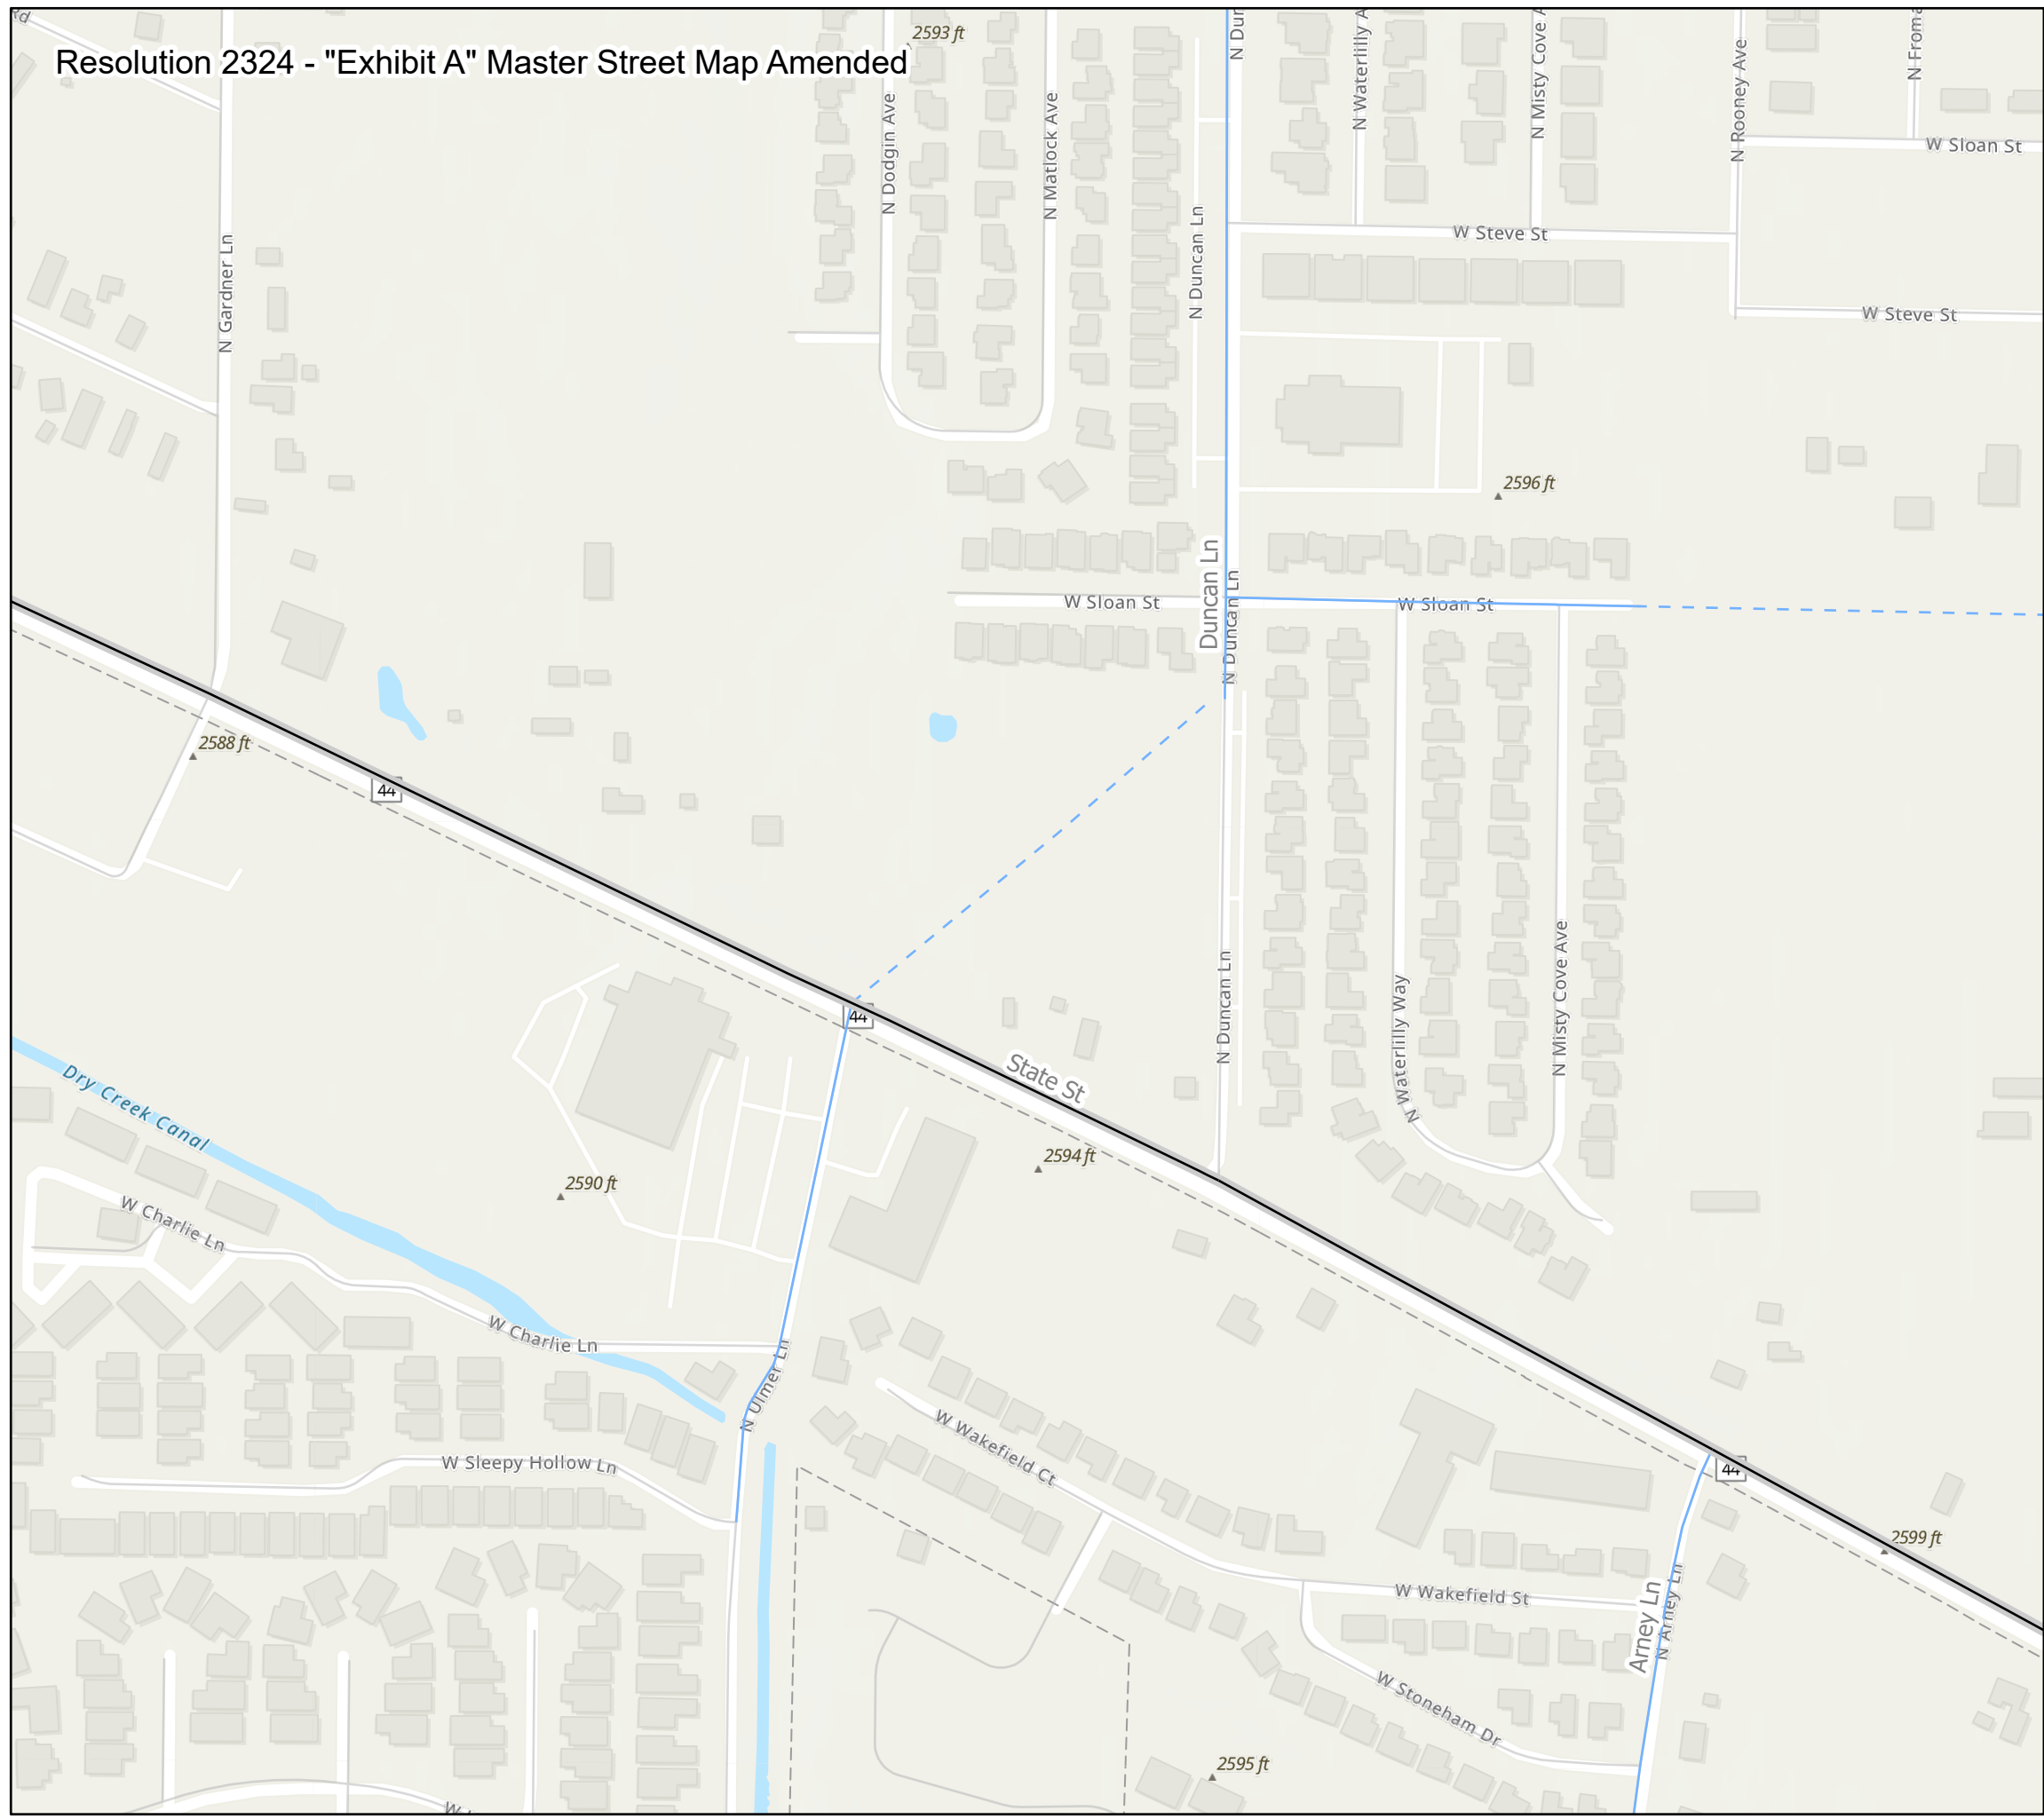 Rd
Resolution 2324 - "Exhibit A" Master Street Map Amended
2593 ft
N Dodgin Ave
N Matlock Ave
N Duncan Ln
N Dun
N Waterlilly A
N Misty Cove A
N Rooney Ave
N Froma
W Sloan St
W Steve St
W Steve St
N Gardner Ln
2596 ft
Duncan Ln
N Duncan Ln
W Sloan St
W Sloan St
2588 ft
44
44
State St
N Duncan Ln
N Waterlilly Way
N Misty Cove Ave
Dry Creek Canal
2594 ft
2590 ft
W Charlie Ln
W Charlie Ln
N Ulmer Ln
W Sleepy Hollow Ln
W Wakefield Ct
44
2599 ft
W Wakefield St
Arney Ln
N Arney Ln
W Stoneham Dr
2595 ft